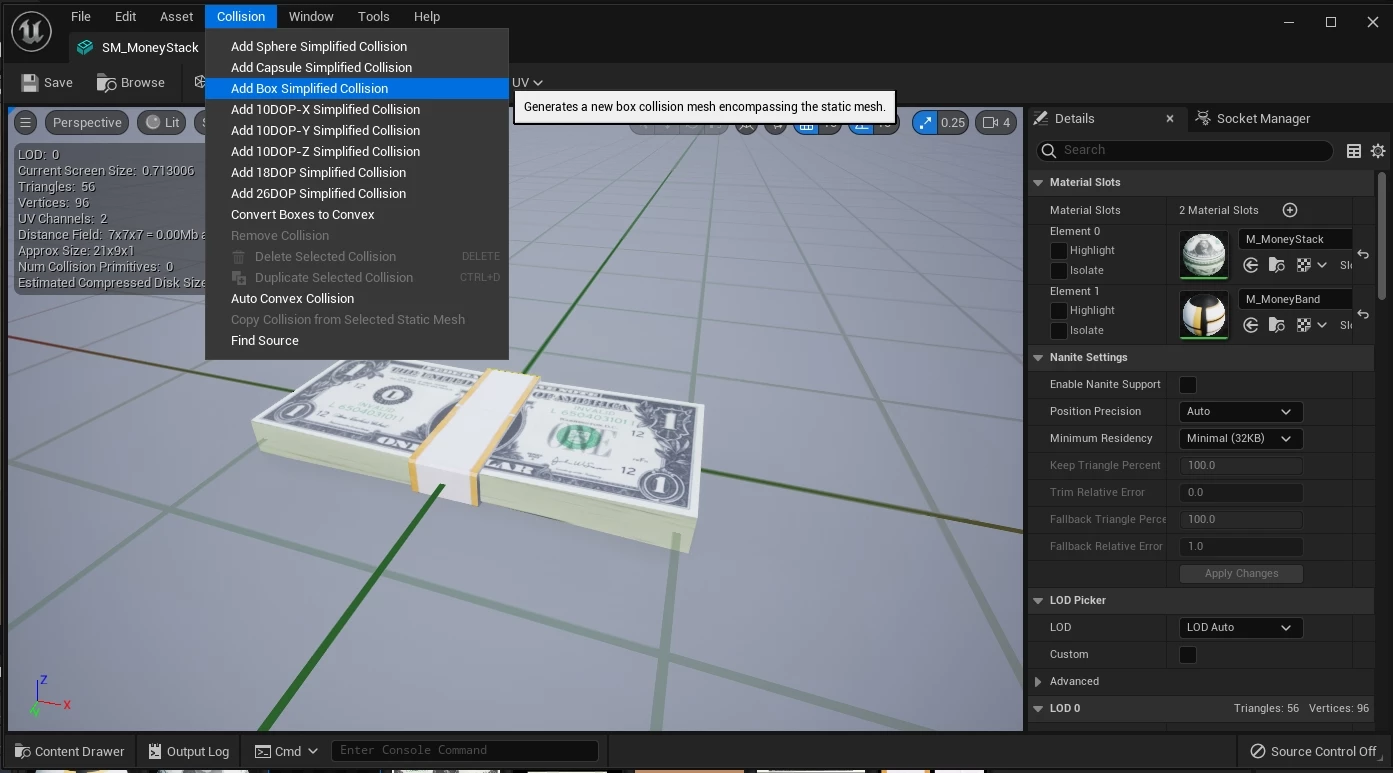 File Edit Asset Collision Window Tools Help
SM_MoneyStack
Save Browse UV
Add Sphere Simplified Collision
Add Capsule Simplified Collision
Add Box Simplified Collision
Generates a new box collision mesh encompassing the static mesh.
Add 10DOP-X Simplified Collision
Add 10DOP-Y Simplified Collision
Add 10DOP-Z Simplified Collision
Add 18DOP Simplified Collision
Add 26DOP Simplified Collision
Convert Boxes to Convex
Remove Collision
Delete Selected Collision DELETE
Duplicate Selected Collision CTRL+D
Auto Convex Collision
Copy Collision from Selected Static Mesh
Find Source
Perspective Lit 0.25 4
LOD: 0
Current Screen Size: 0.713006
Triangles: 56
Vertices: 96
UV Channels: 2
Distance Field: 7x7x7 = 0.00Mb
Approx Size: 21x9x1
Num Collision Primitives: 0
Estimated Compressed Disk Size
Z
X
Details Socket Manager
Search
Material Slots
Material Slots 2 Material Slots
Element 0
M_MoneyStack
Highlight
Isolate
Element 1
M_MoneyBand
Highlight
Isolate
Nanite Settings
Enable Nanite Support
Position Precision Auto
Minimum Residency Minimal (32KB)
Keep Triangle Percent 100.0
Trim Relative Error 0.0
Fallback Triangle Perce 100.0
Fallback Relative Error 1.0
Apply Changes
LOD Picker
LOD LOD Auto
Custom
Advanced
LOD 0 Triangles: 56 Vertices: 96
Content Drawer Output Log Cmd Enter Console Command Source Control Off